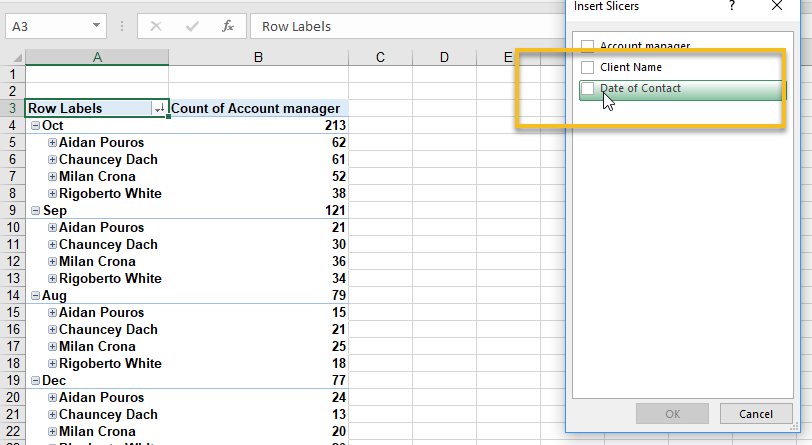 Insert Slicers ?
A3 fx Row Labels
A B C D E
Account manager
Client Name
Date of Contact
1
2
3 Row Labels Count of Account manager
4 Oct 213
5 Aidan Pouros 62
6 Chauncey Dach 61
7 Milan Crona 52
8 Rigoberto White 38
9 Sep 121
10 Aidan Pouros 21
11 Chauncey Dach 30
12 Milan Crona 36
13 Rigoberto White 34
14 Aug 79
15 Aidan Pouros 15
16 Chauncey Dach 21
17 Milan Crona 25
18 Rigoberto White 18
19 Dec 77
20 Aidan Pouros 24
21 Chauncey Dach 13
22 Milan Crona 20
OK Cancel